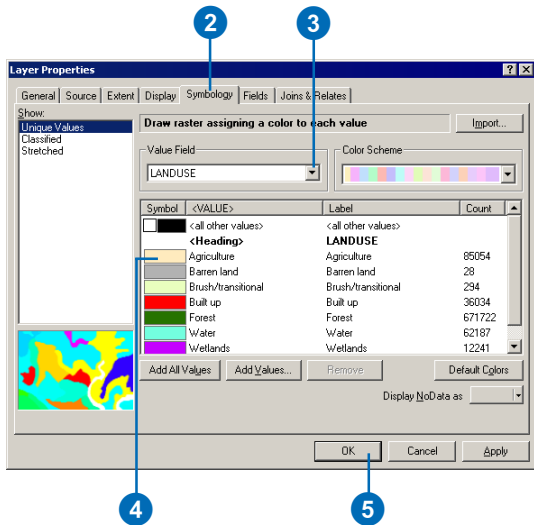 2 3
Layer Properties
General Source Extent Display Symbology Fields Joins & Relates
Show:
Unique Values
Classified
Stretched
Draw raster assigning a color to each value
Import...
Value Field
LANDUSE
Color Scheme
Symbol <VALUE> Label Count
<all other values> <all other values>
<Heading> LANDUSE
Agriculture Agriculture 85054
Barren land Barren land 28
Brush/transitional Brush/transitional 294
Built up Built up 36034
Forest Forest 671722
Water Water 62187
Wetlands Wetlands 12241
Add All Values Add Values... Remove Default Colors
Display NoData as
OK Cancel Apply
4 5